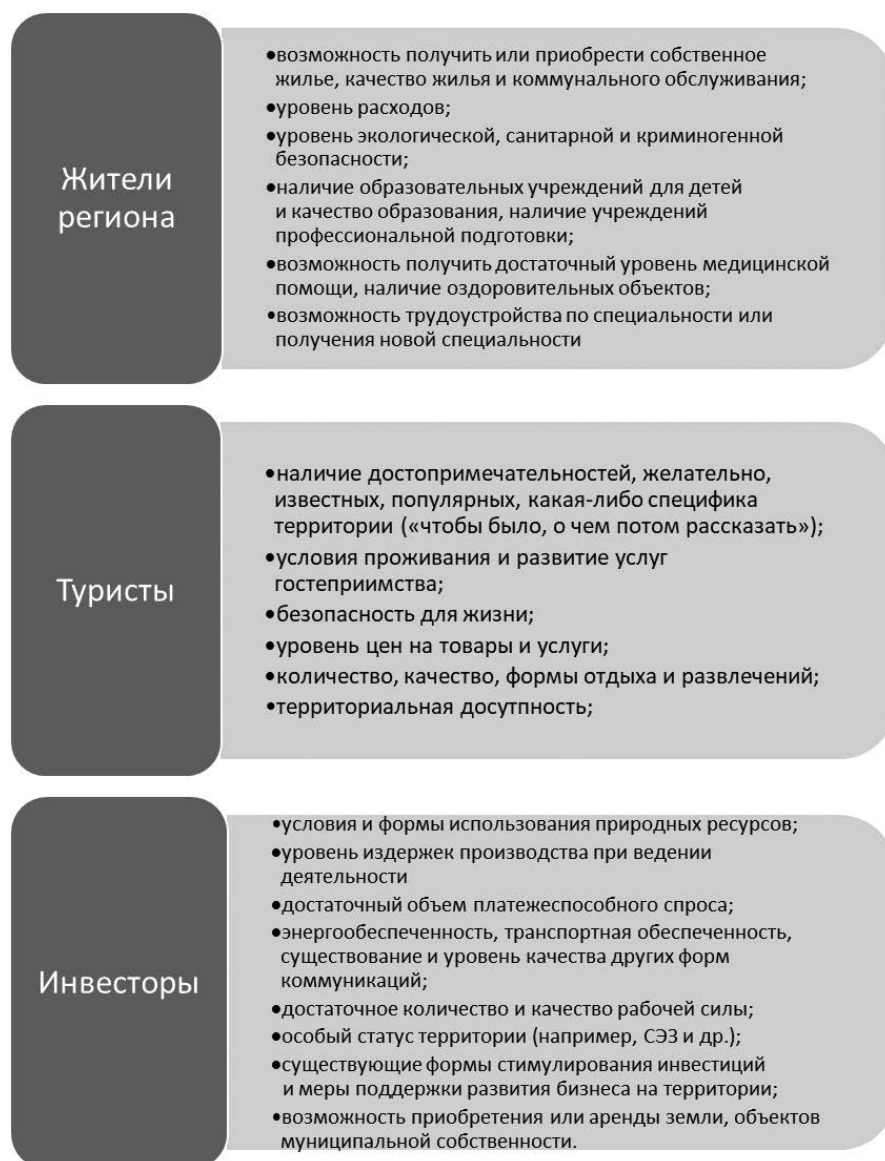 Жители
региона
•возможность получить или приобрести собственное
жилье, качество жилья и коммунального обслуживания;
•уровень расходов;
•уровень экологической, санитарной и криминогенной
безопасности;
•наличие образовательных учреждений для детей
и качество образования, наличие учреждений
профессиональной подготовки;
•возможность получить достаточный уровень медицинской
помощи, наличие оздоровительных объектов;
•возможность трудоустройства по специальности или
получения новой специальности
Туристы
•наличие достопримечательностей, желательно,
известных, популярных, какая-либо специфика
территории («чтобы было, о чем потом рассказать»);
•условия проживания и развитие услуг
гостеприимства;
•безопасность для жизни;
•уровень цен на товары и услуги;
•количество, качество, формы отдыха и развлечений;
•территориальная досутпность;
Инвесторы
•условия и формы использования природных ресурсов;
•уровень издержек производства при ведении
деятельности
•достаточный объем платежеспособного спроса;
•энергообеспеченность, транспортная обеспеченность,
существование и уровень качества других форм
коммуникаций;
•достаточное количество и качество рабочей силы;
•особый статус территории (например, СЭЗ и др.);
•существующие формы стимулирования инвестиций
и меры поддержки развития бизнеса на территории;
•возможность приобретения или аренды земли, объектов
муниципальной собственности.